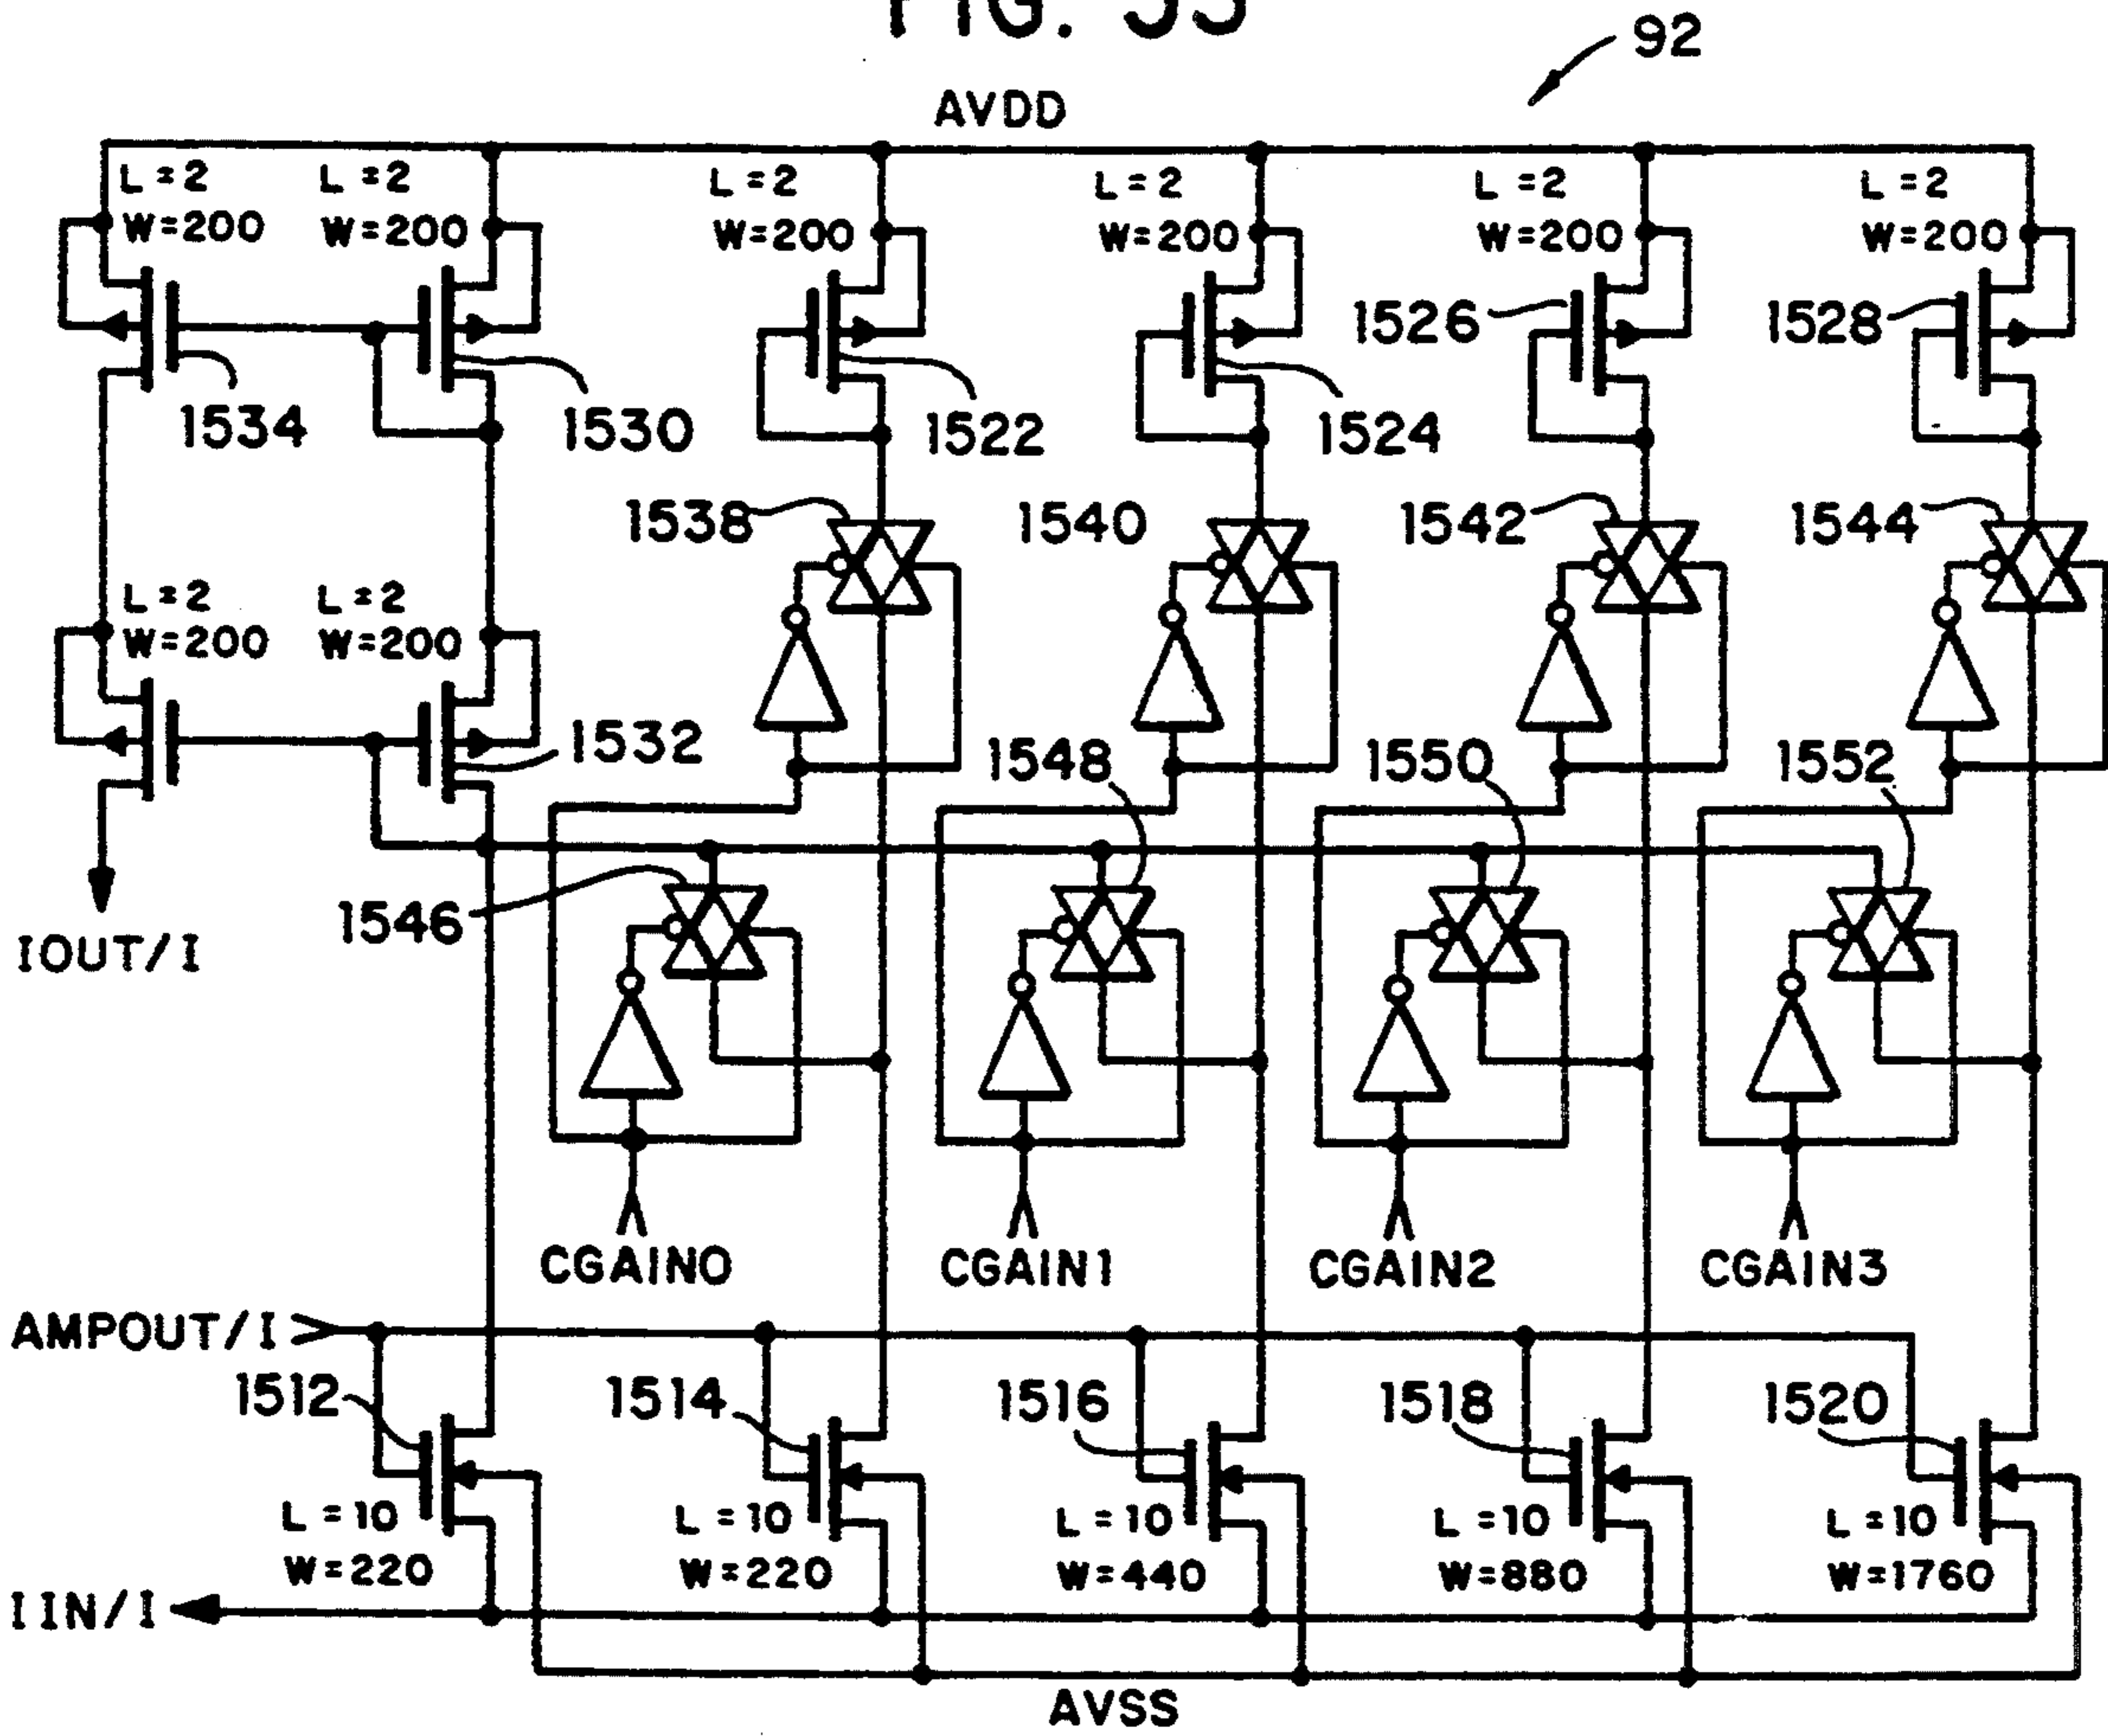 FIG. 55
92
AVDD
L=2
W=200
L=2
W=200
L=2
W=200
L=2
W=200
L=2
W=200
L=2
W=200
1526
1528
1534
1530
1522
1524
1538
1540
1542
1544
L=2
W=200
L=2
W=200
1532
1548
1550
1552
1546
IOUT/I
CGAIN0
CGAIN1
CGAIN2
CGAIN3
AMPOUT/I
1512
1514
1516
1518
1520
L=10
W=220
L=10
W=220
L=10
W=440
L=10
W=880
L=10
W=1760
IIN/I
AVSS